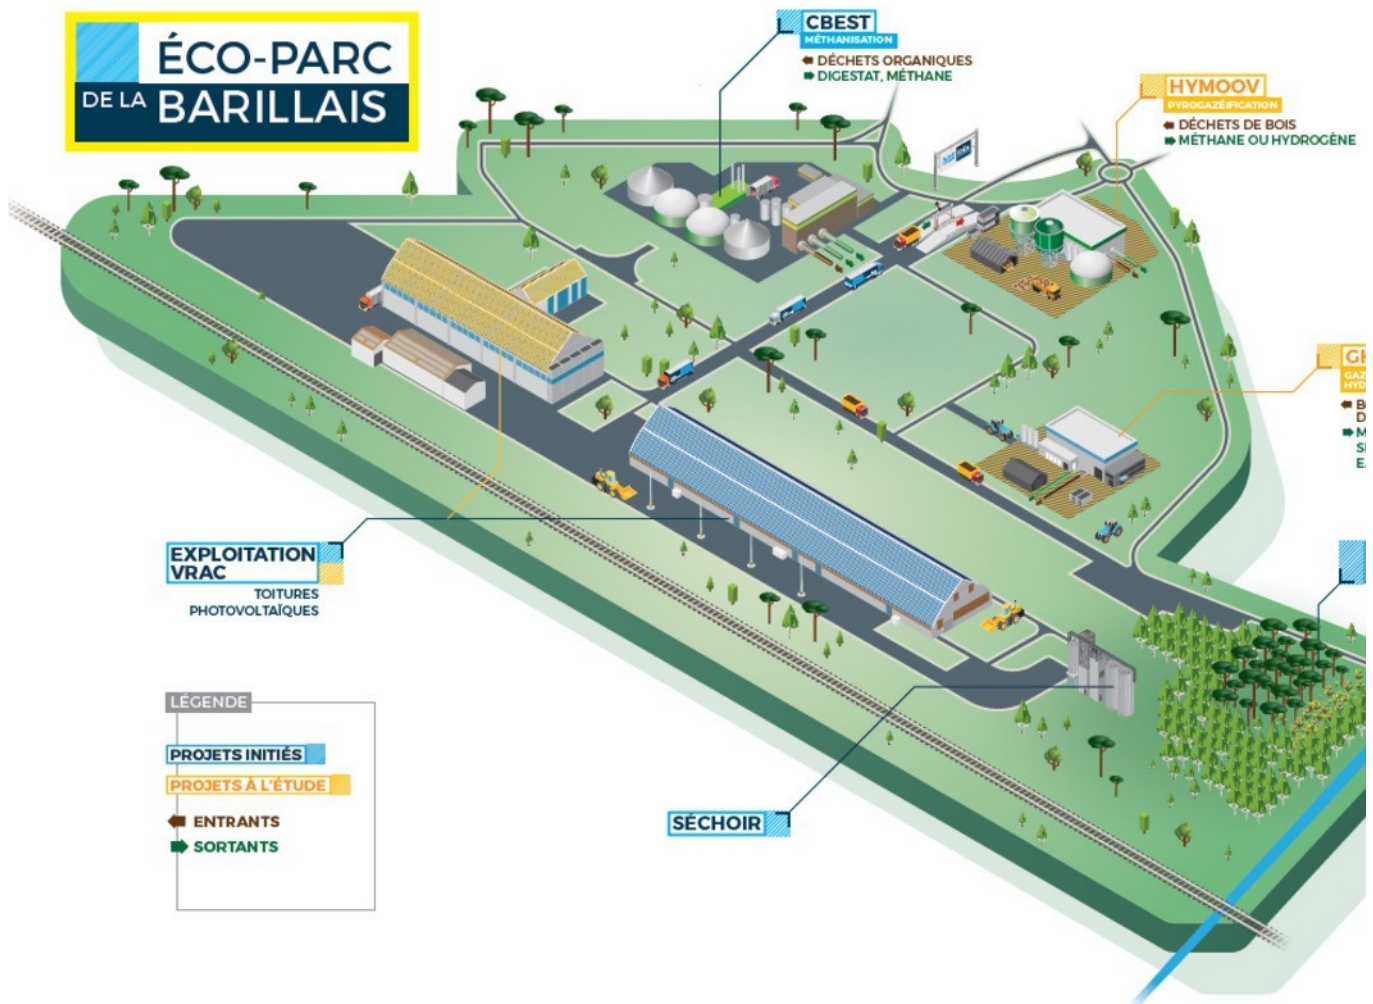 ÉCO-PARC
DE LA BARILLAIS
CBEST
MÉTHANISATION
DÉCHETS ORGANIQUES
DIGESTAT, MÉTHANE
HYMOOV
PYROGAZÉIFICATION
DÉCHETS DE BOIS
MÉTHANE OU HYDROGÈNE
EXPLOITATION
VRAC
TOITURES
PHOTOVOLTAÏQUES
LÉGENDE
PROJETS INITIÉS
PROJETS À L'ÉTUDE
ENTRANTS
SORTANTS
SÉCHOIR